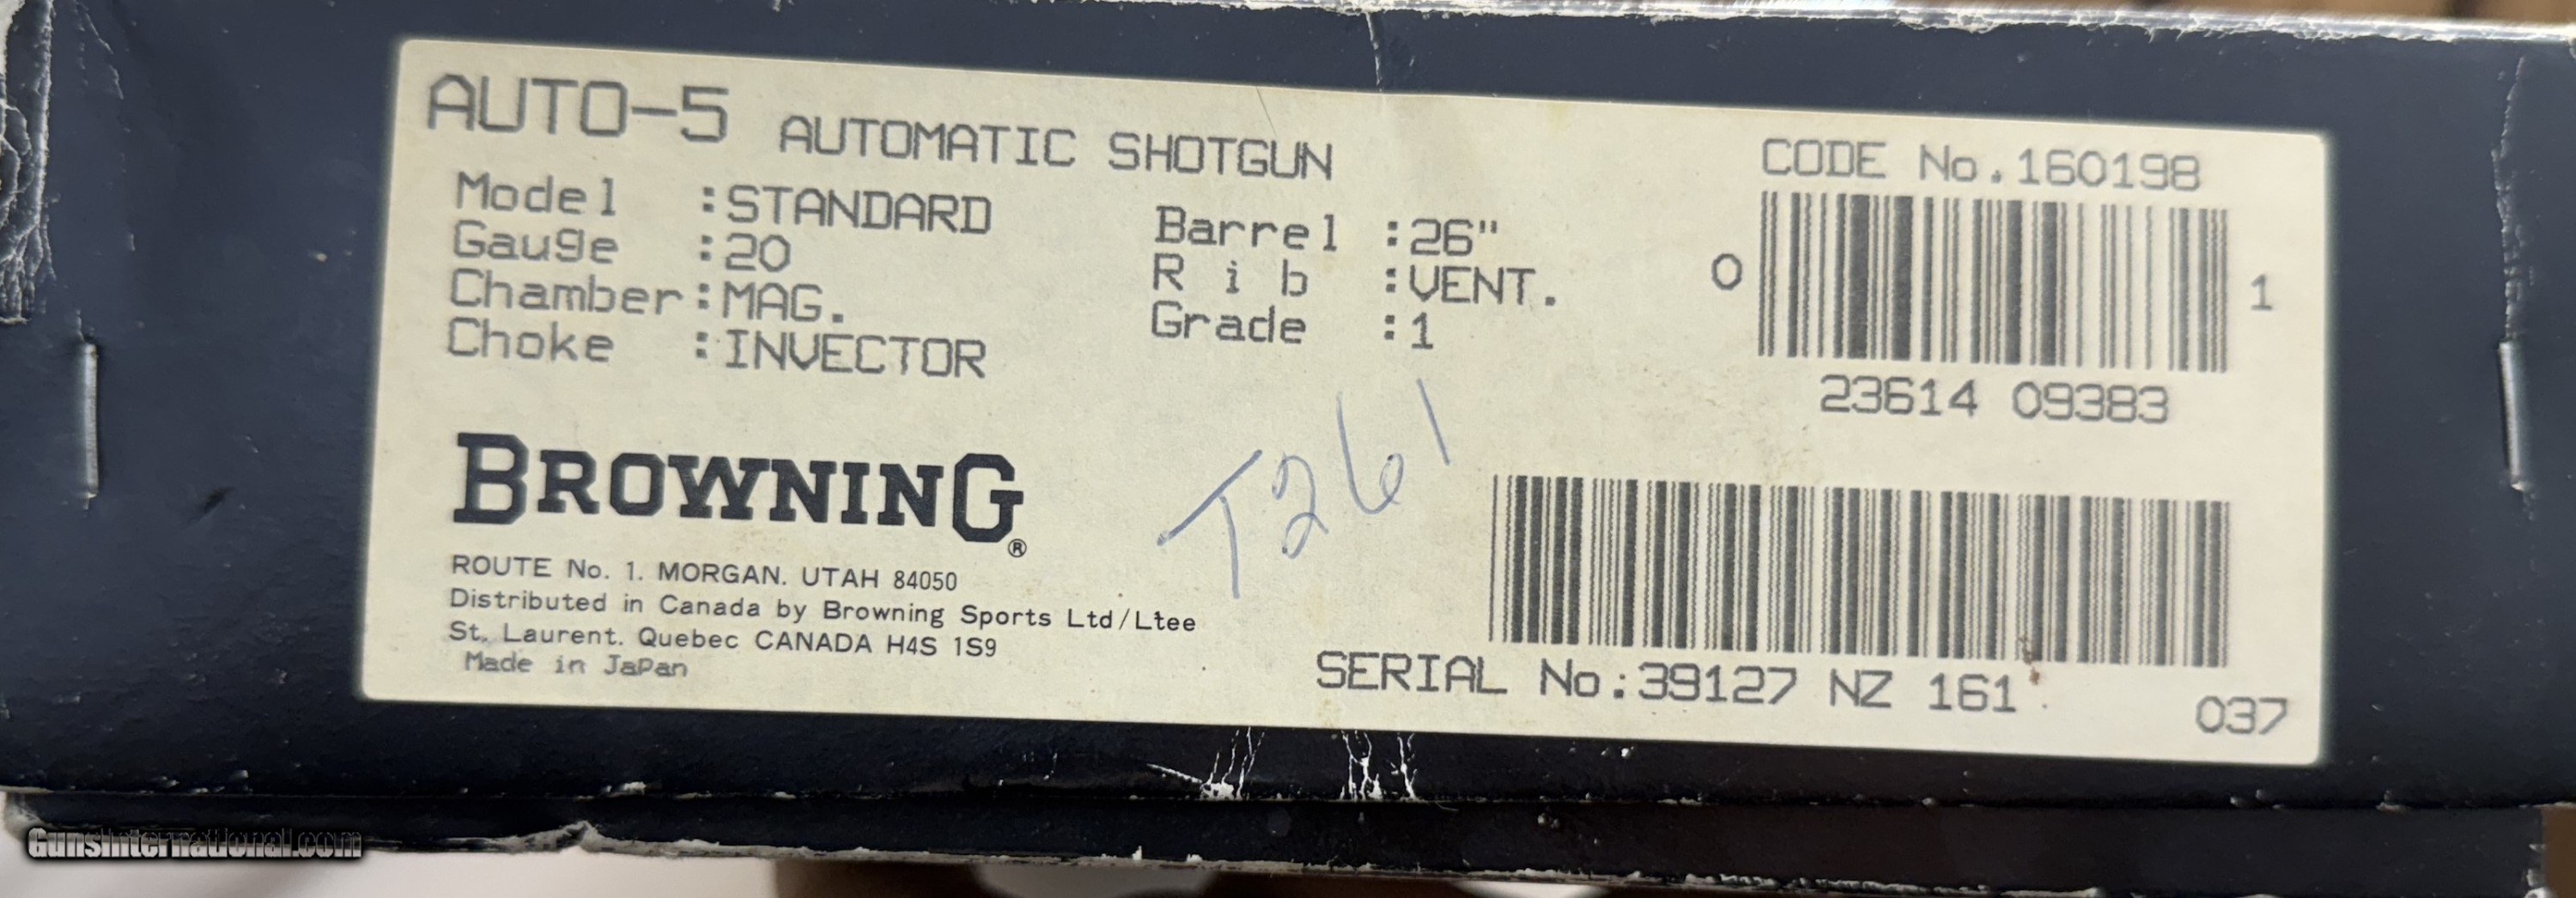 AUTO-5 AUTOMATIC SHOTGUN
Model :STANDARD
Gauge :20
Chamber:MAG.
Choke :INVECTOR
Barrel :26"
Rib :VENT.
Grade :1
CODE No.160198
0 1
23614 09383
BROWNING®
T261
ROUTE No. 1. MORGAN. UTAH 84050
Distributed in Canada by Browning Sports Ltd/Ltee
St. Laurent. Quebec CANADA H4S 1S9
Made in JaPan
SERIAL No:39127 NZ 161
037
GunsInternational.com